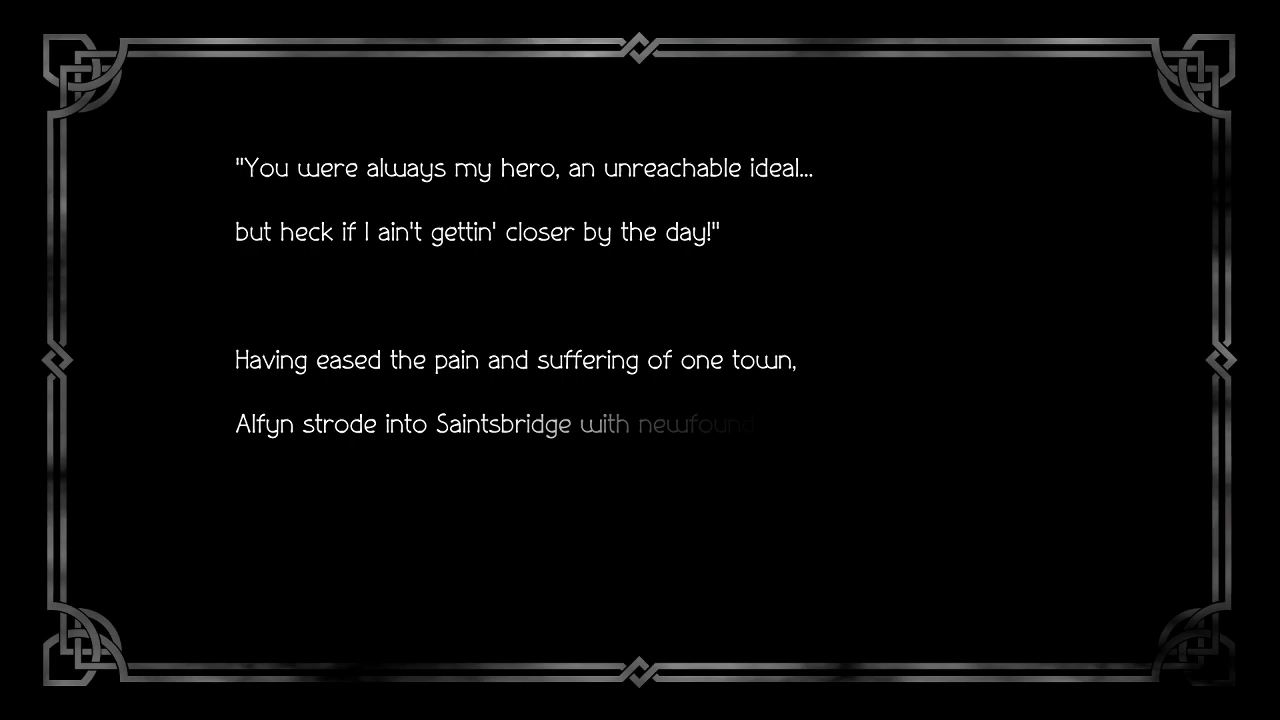 "You were always my hero, an unreachable ideal...
but heck if I ain't gettin' closer by the day!"
Having eased the pain and suffering of one town,
Alfyn strode into Saintsbridge with newfound